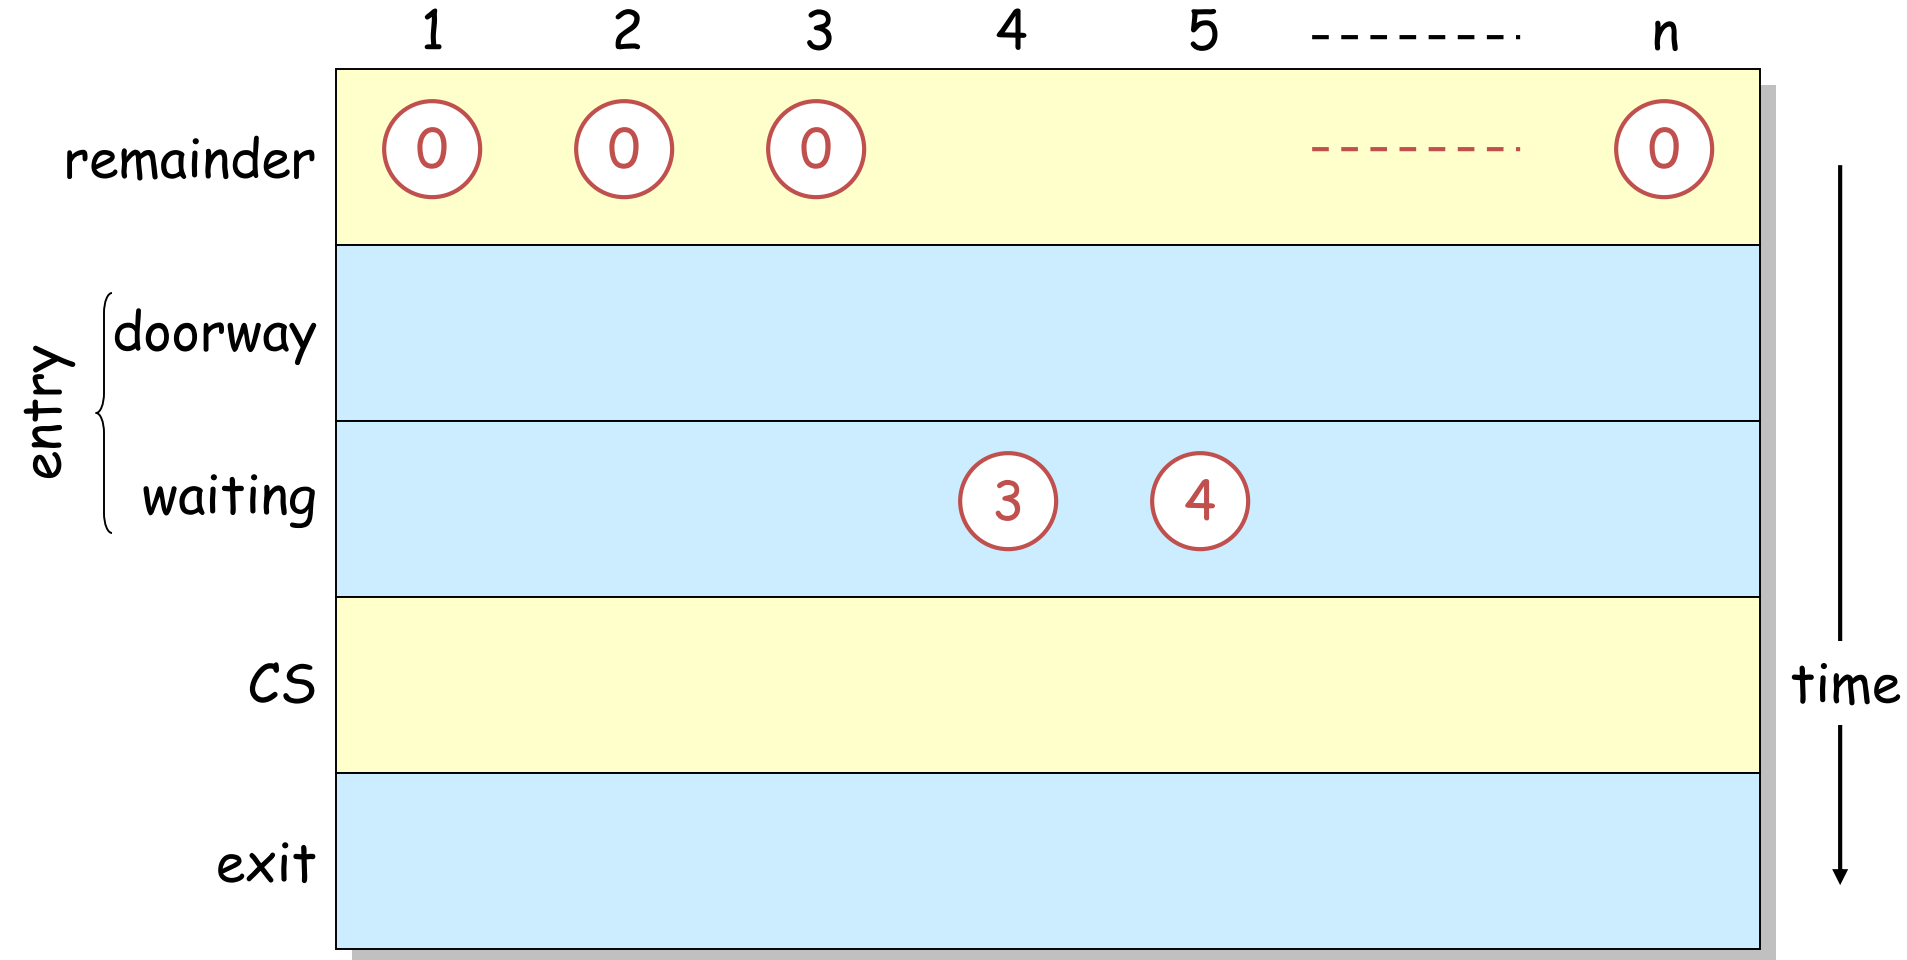 1 2 3 4 5 n
remainder 0 0 0 0
doorway
entry
waiting 3 4
CS
time
exit